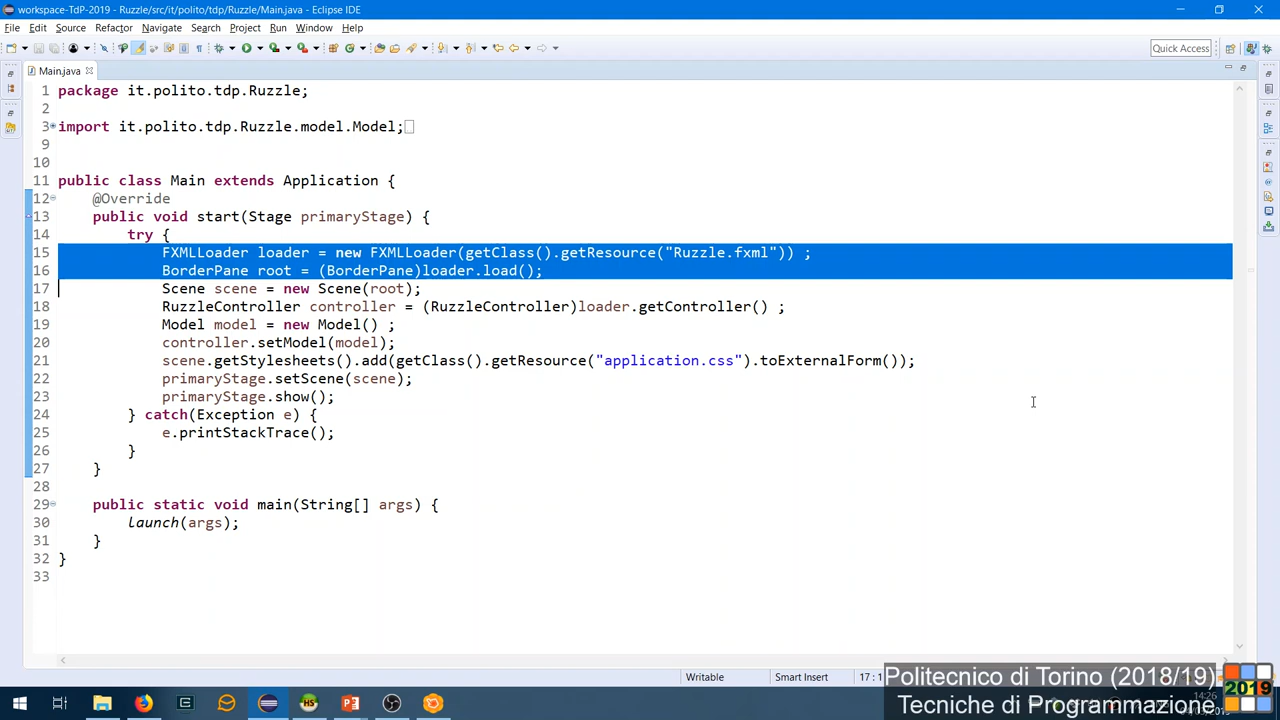 workspace-TdP-2019 - Ruzzle/src/it/polito/tdp/Ruzzle/Main.java - Eclipse IDE
File Edit Source Refactor Navigate Search Project Run Window Help
Quick Access
Main.java
1 package it.polito.tdp.Ruzzle;
2
3 import it.polito.tdp.Ruzzle.model.Model;
9
10
11 public class Main extends Application {
12 @Override
13 public void start(Stage primaryStage) {
14 try {
15 FXMLLoader loader = new FXMLLoader(getClass().getResource("Ruzzle.fxml")) ;
16 BorderPane root = (BorderPane)loader.load();
17 Scene scene = new Scene(root);
18 RuzzleController controller = (RuzzleController)loader.getController() ;
19 Model model = new Model() ;
20 controller.setModel(model);
21 scene.getStylesheets().add(getClass().getResource("application.css").toExternalForm());
22 primaryStage.setScene(scene);
23 primaryStage.show();
24 } catch(Exception e) {
25 e.printStackTrace();
26 }
27 }
28
29 public static void main(String[] args) {
30 launch(args);
31 }
32 }
33
Writable Smart Insert 17 : 1
Politecnico di Torino (2018/19)
Tecniche di Programmazione
2019
14:26